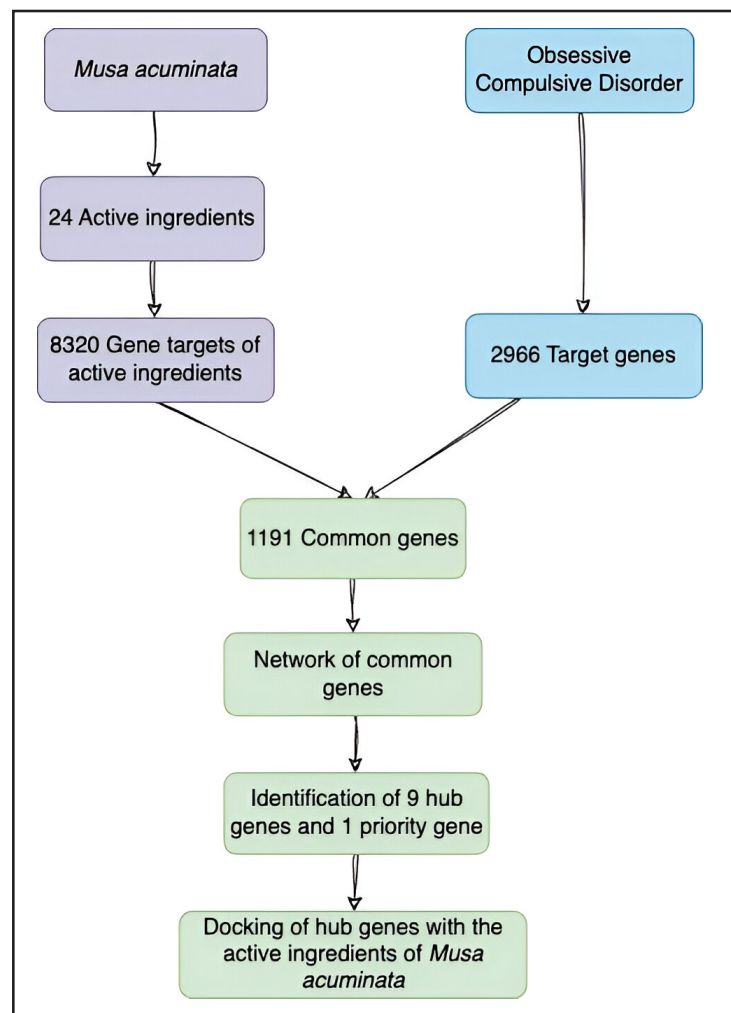 Musa acuminata
Obsessive
Compulsive Disorder
24 Active ingredients
8320 Gene targets of
active ingredients
2966 Target genes
1191 Common genes
Network of common
genes
Identification of 9 hub
genes and 1 priority gene
Docking of hub genes with the
active ingredients of Musa
acuminata